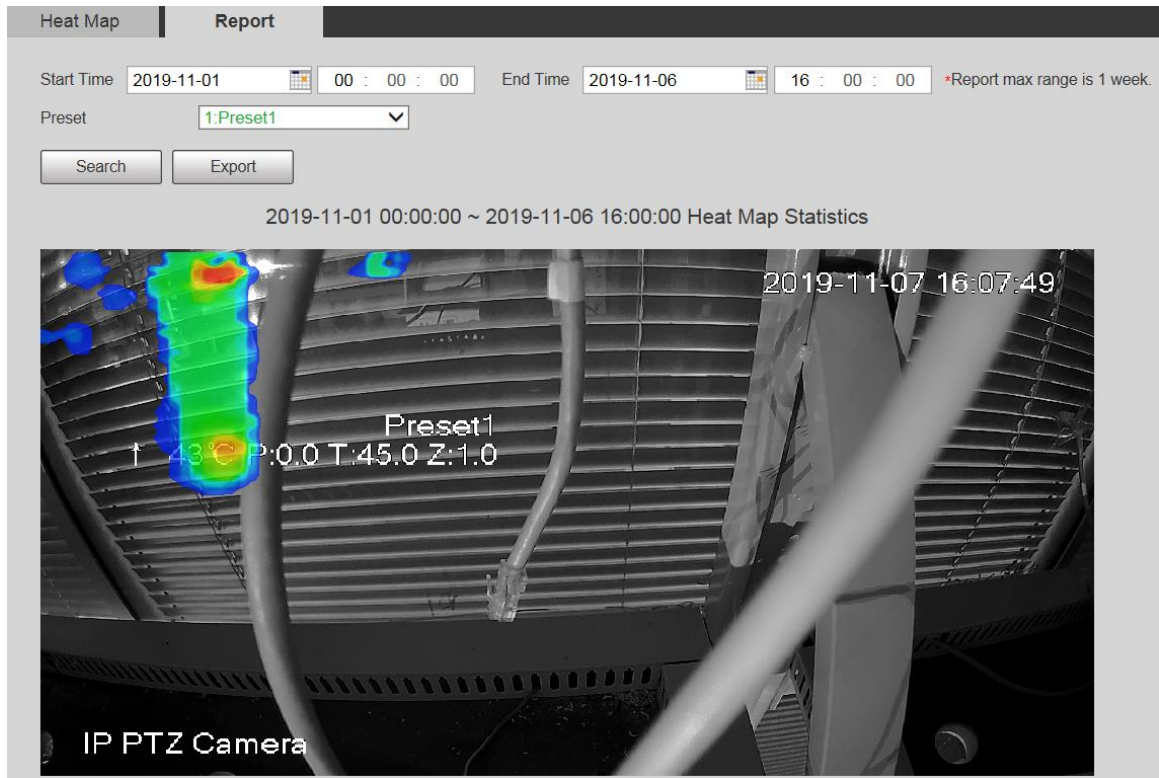 Heat Map Report
Start Time 2019-11-01 00 : 00 : 00 End Time 2019-11-06 16 : 00 : 00 *Report max range is 1 week.
Preset 1:Preset1
Search Export
2019-11-01 00:00:00 ~ 2019-11-06 16:00:00 Heat Map Statistics
2019-11-07 16:07:49
Preset1
↑ 43°C P:0.0 T:45.0 Z:1.0
IP PTZ Camera